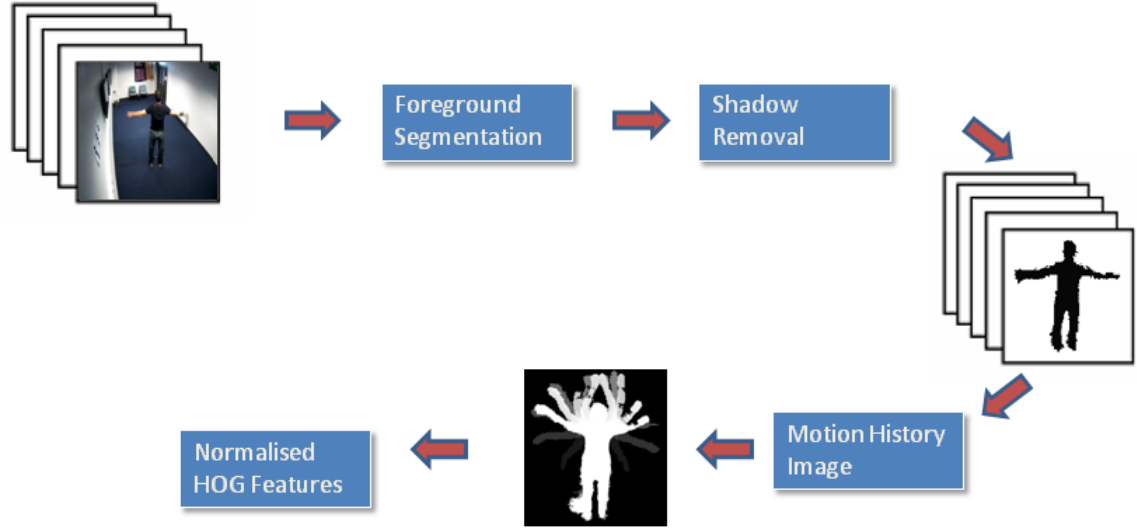 Foreground
Segmentation
Shadow
Removal
Motion History
Image
Normalised
HOG Features